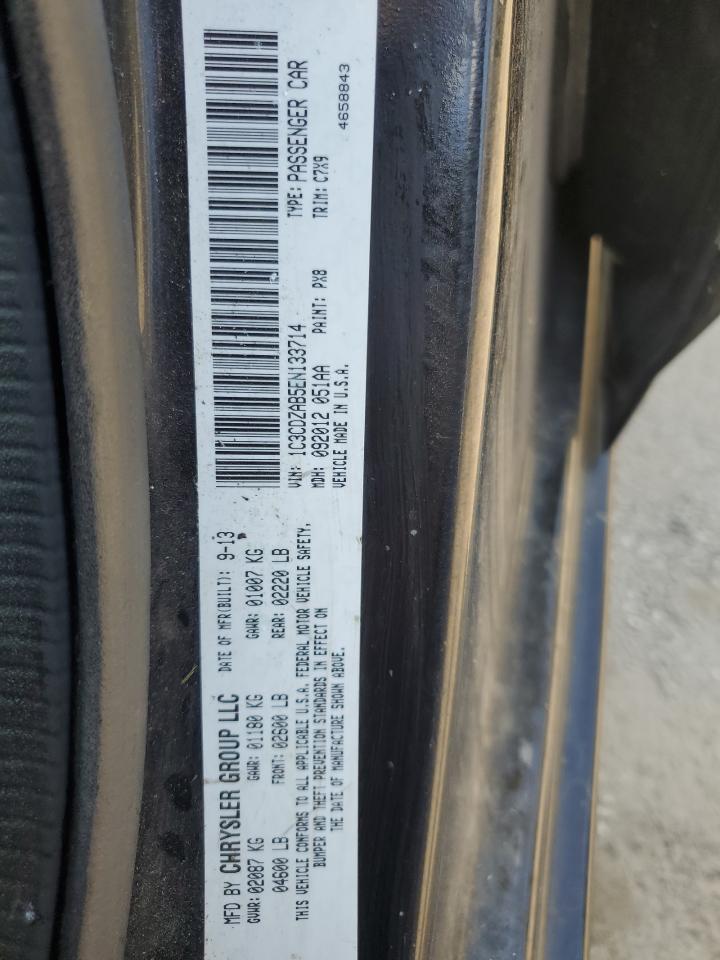 MFD BY CHRYSLER GROUP LLC DATE OF MFR(BUILT): 9-13
GVWR: 02087 KG GAWR: 01180 KG GAWR: 01007 KG
04600 LB FRONT: 02600 LB REAR: 02220 LB
THIS VEHICLE CONFORMS TO ALL APPLICABLE U.S.A. FEDERAL MOTOR VEHICLE SAFETY,
BUMPER AND THEFT PREVENTION STANDARDS IN EFFECT ON
THE DATE OF MANUFACTURE SHOWN ABOVE.
VIN: 1C3CDZAB5EN133714 TYPE: PASSENGER CAR
MDH: 092012 051AA PAINT: PX8 TRIM: C7X9
VEHICLE MADE IN U.S.A. 4658843